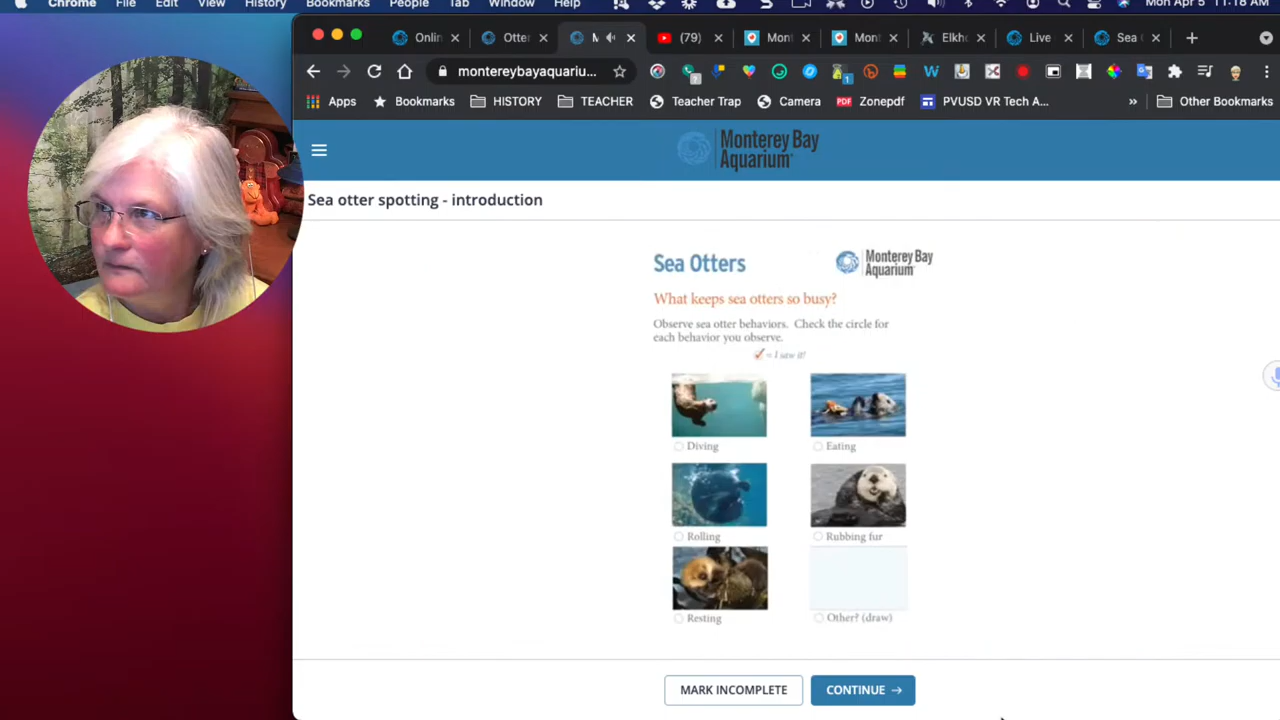 Chrome File Edit View History Bookmarks People Tab Window Help Mon Apr 5 11:18 AM
Onlin Otter M (79) Mont Mont Elkho Live Sea
montereybayaquariu...
Apps Bookmarks HISTORY TEACHER Teacher Trap Camera PDF Zonepdf PVUSD VR Tech A... » Other Bookmarks
Monterey Bay
Aquarium
Sea otter spotting - introduction
Sea Otters
Monterey Bay
Aquarium
What keeps sea otters so busy?
Observe sea otter behaviors. Check the circle for
each behavior you observe.
✓ = I saw it!
Diving Eating
Rolling Rubbing fur
Resting Other? (draw)
MARK INCOMPLETE CONTINUE →